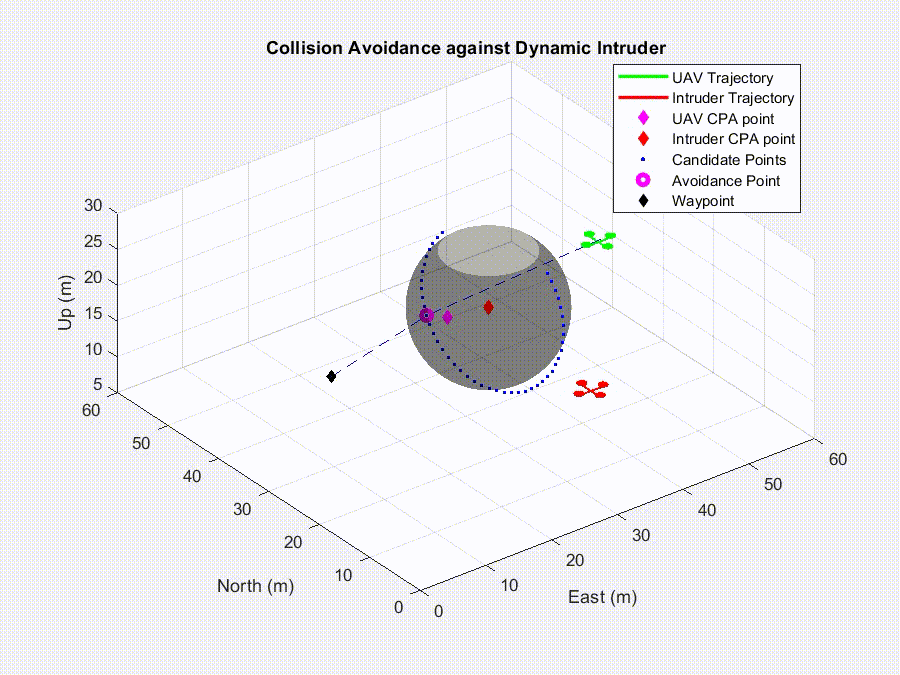 Collision Avoidance against Dynamic Intruder
UAV Trajectory
Intruder Trajectory
UAV CPA point
Intruder CPA point
Candidate Points
Avoidance Point
Waypoint
30
25
20
15
10
5
Up (m)
60
50
40
30
20
10
0
North (m)
0
10
20
30
40
50
60
East (m)